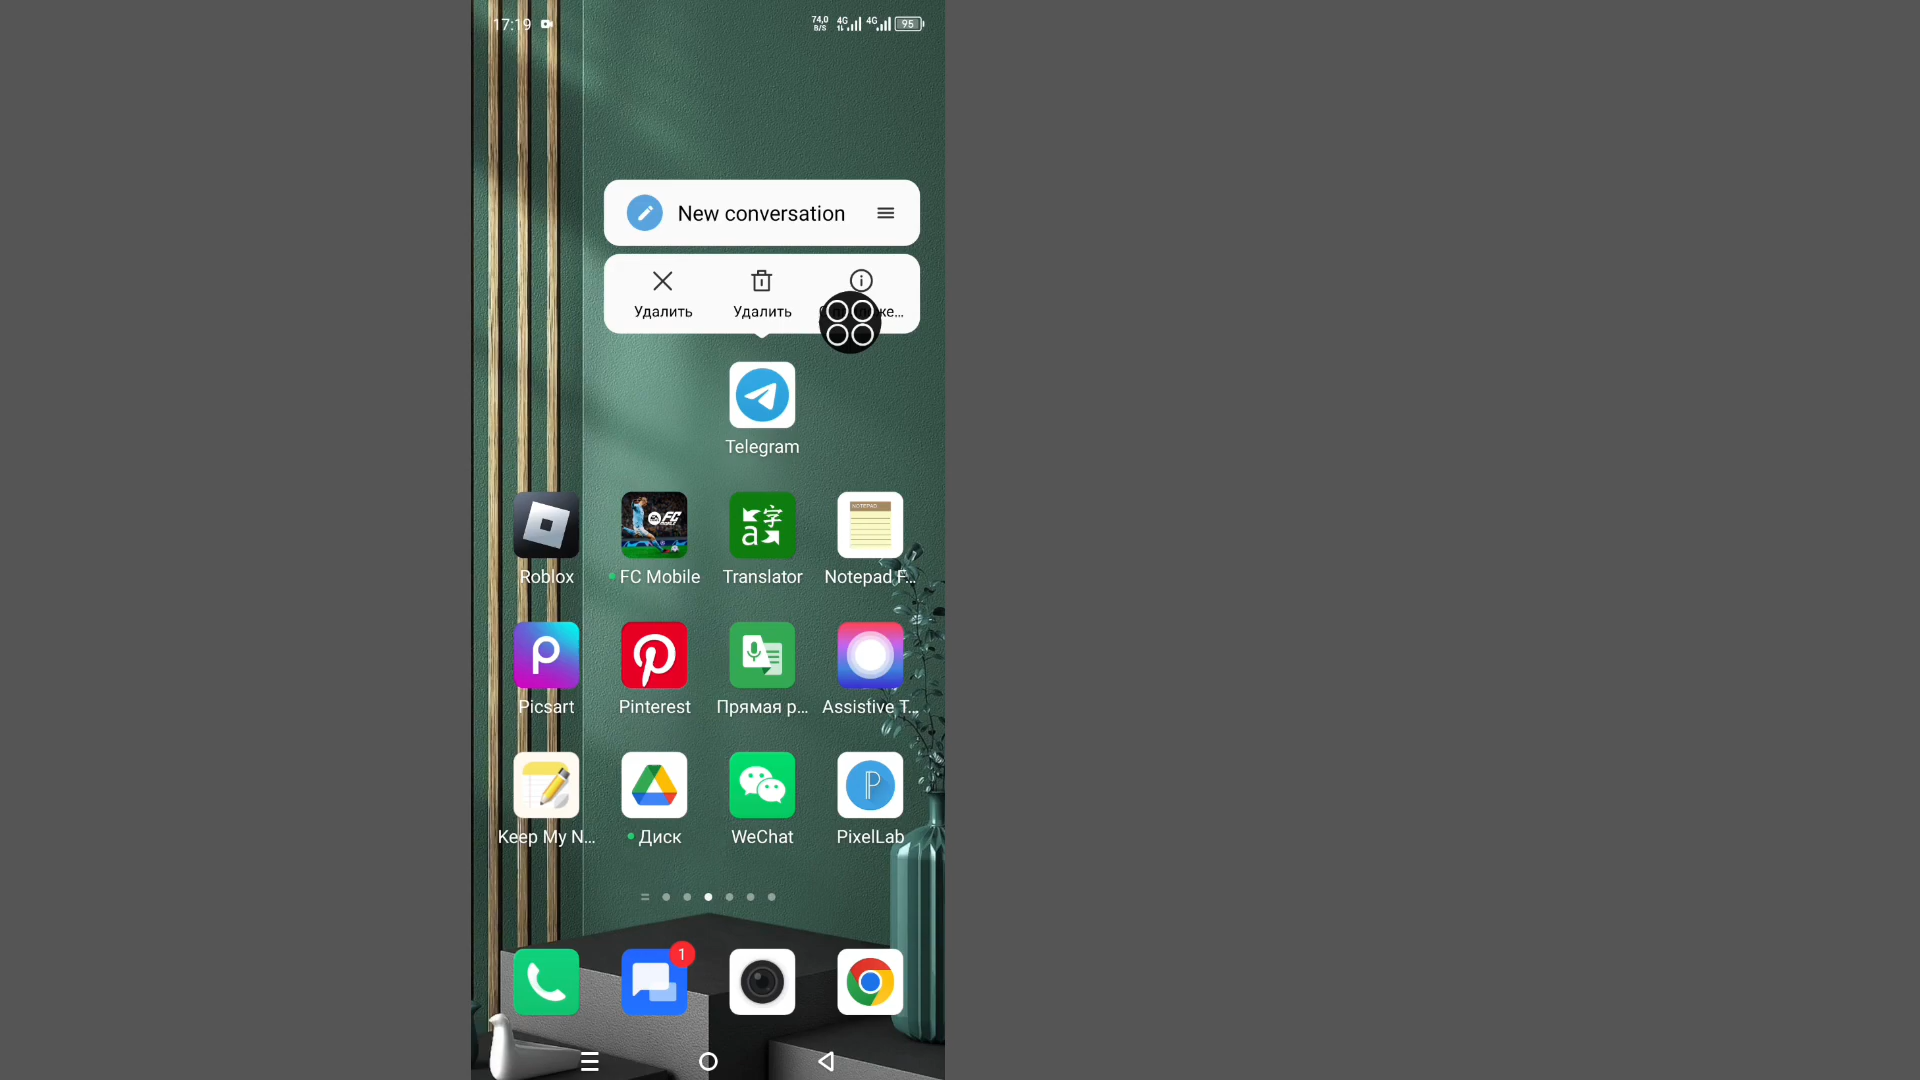 17:19 74,0 B/S 4G 4G 95
New conversation
Удалить Удалить
Telegram
Roblox FC Mobile Translator Notepad F...
Picsart Pinterest Прямая р... Assistive T...
Keep My N... Диск WeChat PixelLab
1